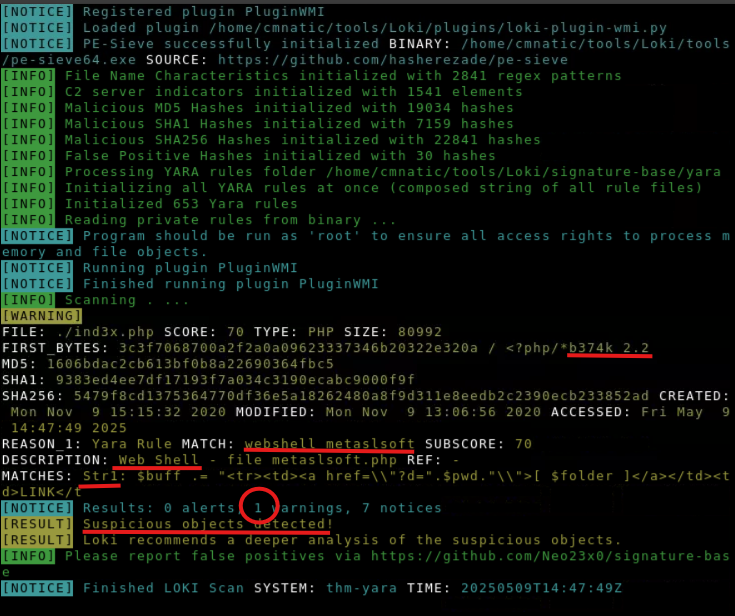 [NOTICE] Registered plugin PluginWMI
[NOTICE] Loaded plugin /home/cmnatic/tools/Loki/plugins/loki-plugin-wmi.py
[NOTICE] PE-Sieve successfully initialized BINARY: /home/cmnatic/tools/Loki/tools
/pe-sieve64.exe SOURCE: https://github.com/hasherezade/pe-sieve
[INFO] File Name Characteristics initialized with 2841 regex patterns
[INFO] C2 server indicators initialized with 1541 elements
[INFO] Malicious MD5 Hashes initialized with 19034 hashes
[INFO] Malicious SHA1 Hashes initialized with 7159 hashes
[INFO] Malicious SHA256 Hashes initialized with 22841 hashes
[INFO] False Positive Hashes initialized with 30 hashes
[INFO] Processing YARA rules folder /home/cmnatic/tools/Loki/signature-base/yara
[INFO] Initializing all YARA rules at once (composed string of all rule files)
[INFO] Initialized 653 Yara rules
[INFO] Reading private rules from binary ...
[NOTICE] Program should be run as 'root' to ensure all access rights to process m
emory and file objects.
[NOTICE] Running plugin PluginWMI
[NOTICE] Finished running plugin PluginWMI
[INFO] Scanning . ...
[WARNING]
FILE: ./ind3x.php SCORE: 70 TYPE: PHP SIZE: 80992
FIRST_BYTES: 3c3f7068700a2f2a0a09623337346b20322e320a / <?php/*b374k 2.2
MD5: 1606bdac2cb613bf0b8a22690364fbc5
SHA1: 9383ed4ee7df17193f7a034c3190ecabc9000f9f
SHA256: 5479f8cd1375364770df36e5a18262480a8f9d311e8eedb2c2390ecb233852ad CREATED:
Mon Nov  9 15:15:32 2020 MODIFIED: Mon Nov  9 13:06:56 2020 ACCESSED: Fri May  9
14:47:49 2025
REASON_1: Yara Rule MATCH: webshell_metaslsoft SUBSCORE: 70
DESCRIPTION: Web Shell - file metaslsoft.php REF: -
MATCHES: Str1: $buff .= "<tr><td><a href=\\"?d=".$pwd."\\">[ $folder ]</a></td><t
d>LINK</t
[NOTICE] Results: 0 alerts, 1 warnings, 7 notices
[RESULT] Suspicious objects detected!
[RESULT] Loki recommends a deeper analysis of the suspicious objects.
[INFO] Please report false positives via https://github.com/Neo23x0/signature-bas
e
[NOTICE] Finished LOKI Scan SYSTEM: thm-yara TIME: 20250509T14:47:49Z